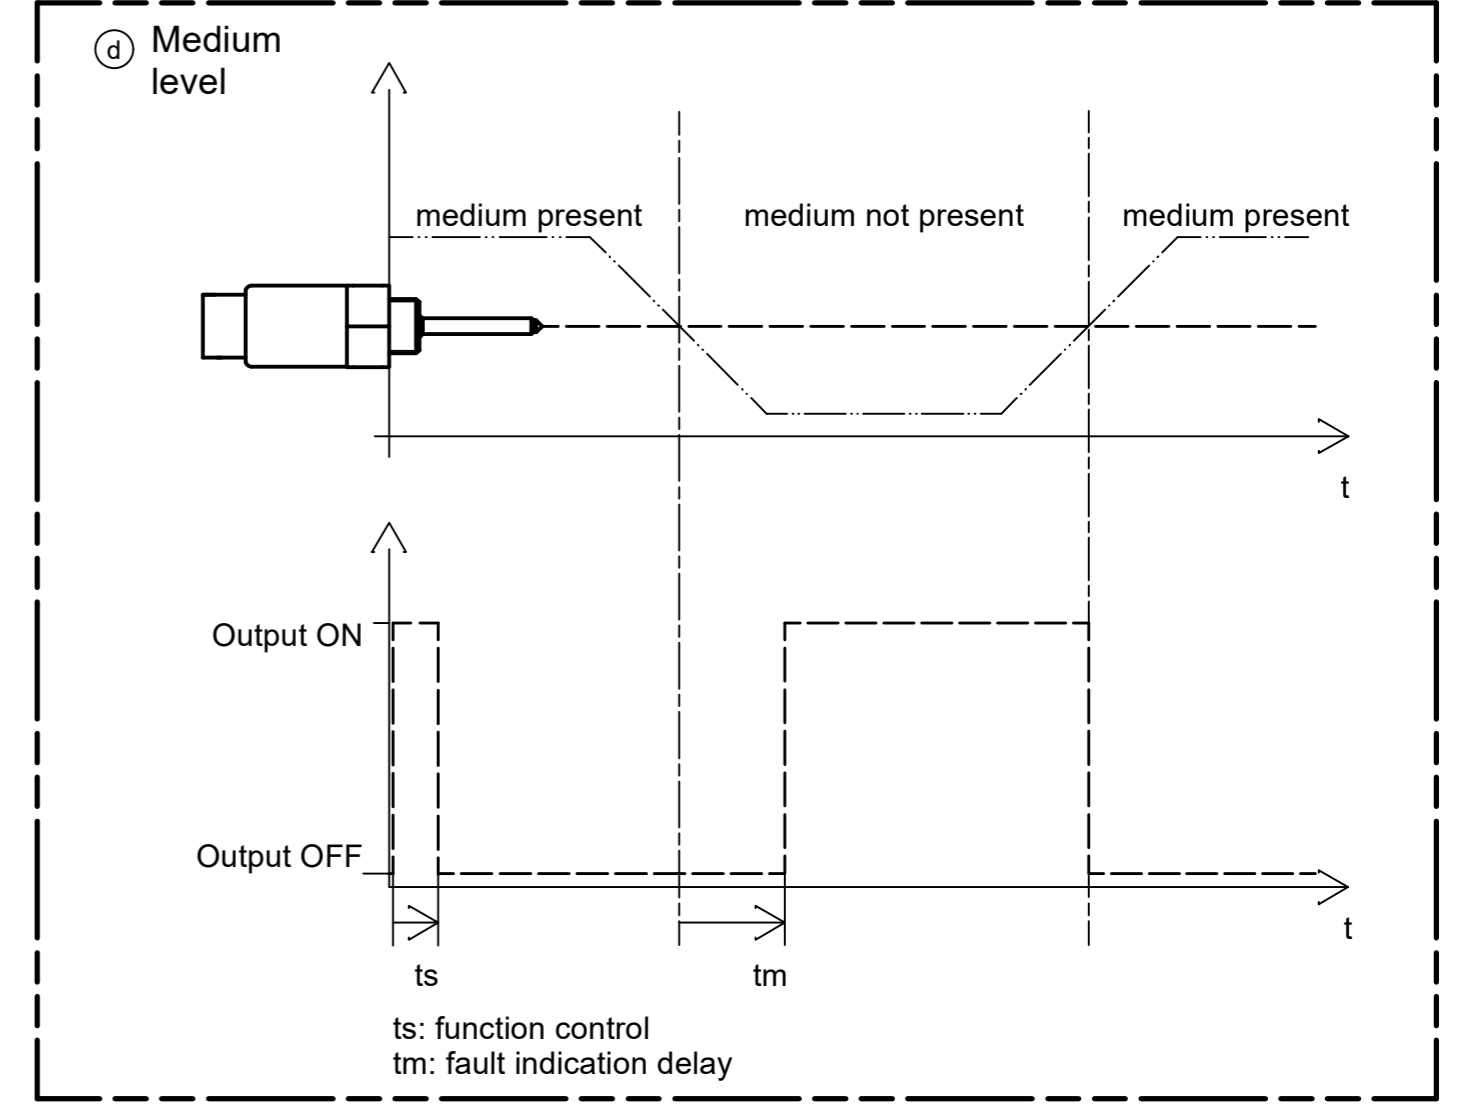 d
Medium
level
medium present
medium not present
medium present
t
Output ON
Output OFF
t
ts
tm
ts: function control
tm: fault indication delay